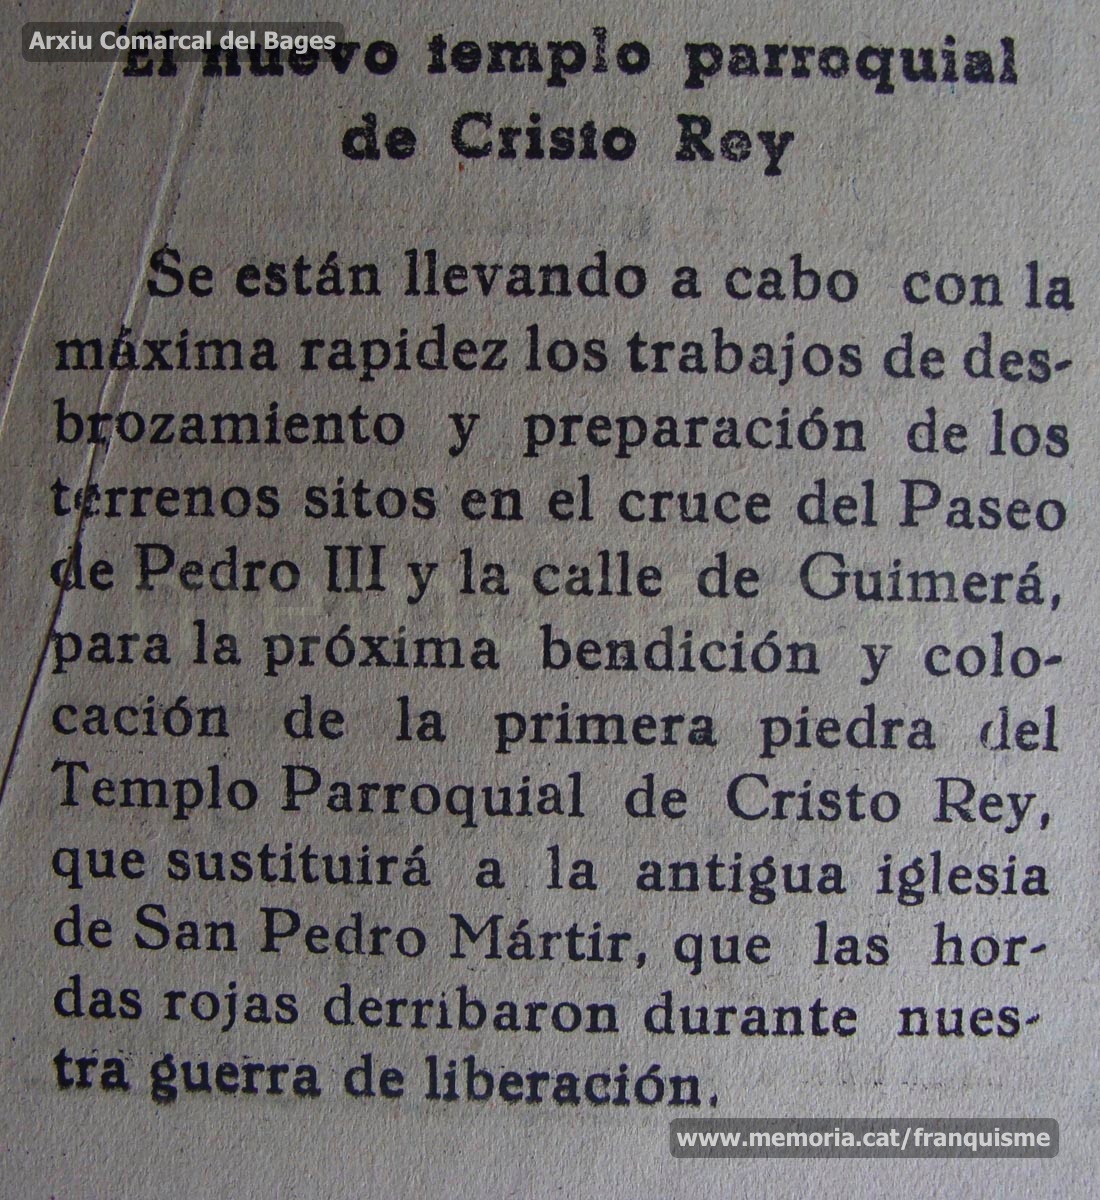 Arxiu Comarcal del Bages
El nuevo templo parroquial
de Cristo Rey
Se están llevando a cabo con la
máxima rapidez los trabajos de des-
brozamiento y preparación de los
terrenos sitos en el cruce del Paseo
de Pedro III y la calle de Guimerá,
para la próxima bendición y colo-
cación de la primera piedra del
Templo Parroquial de Cristo Rey,
que sustituirá a la antigua iglesia
de San Pedro Mártir, que las hor-
das rojas derribaron durante nues-
tra guerra de liberación.
www.memoria.cat/franquisme